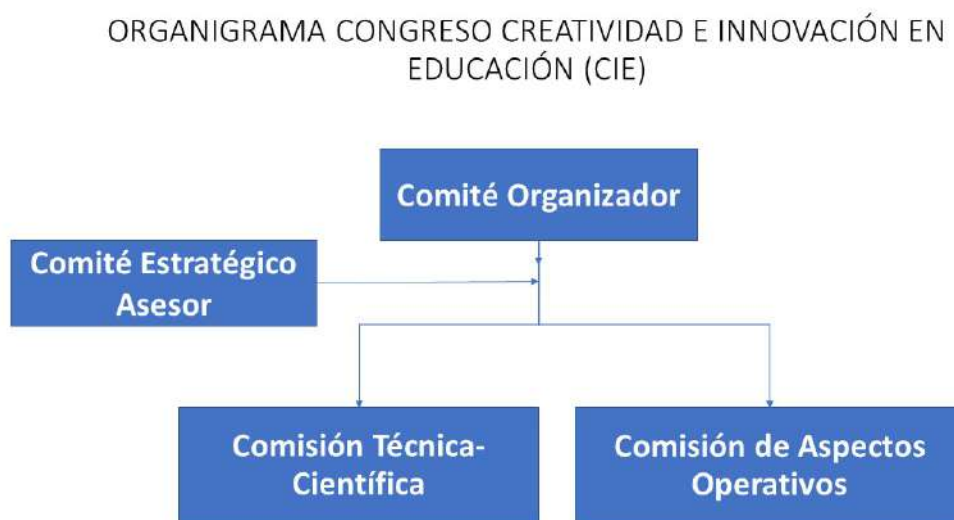 ORGANIGRAMA CONGRESO CREATIVIDAD E INNOVACIÓN EN
EDUCACIÓN (CIE)
Comité Organizador
Comité Estratégico
Asesor
Comisión Técnica-
Científica
Comisión de Aspectos
Operativos